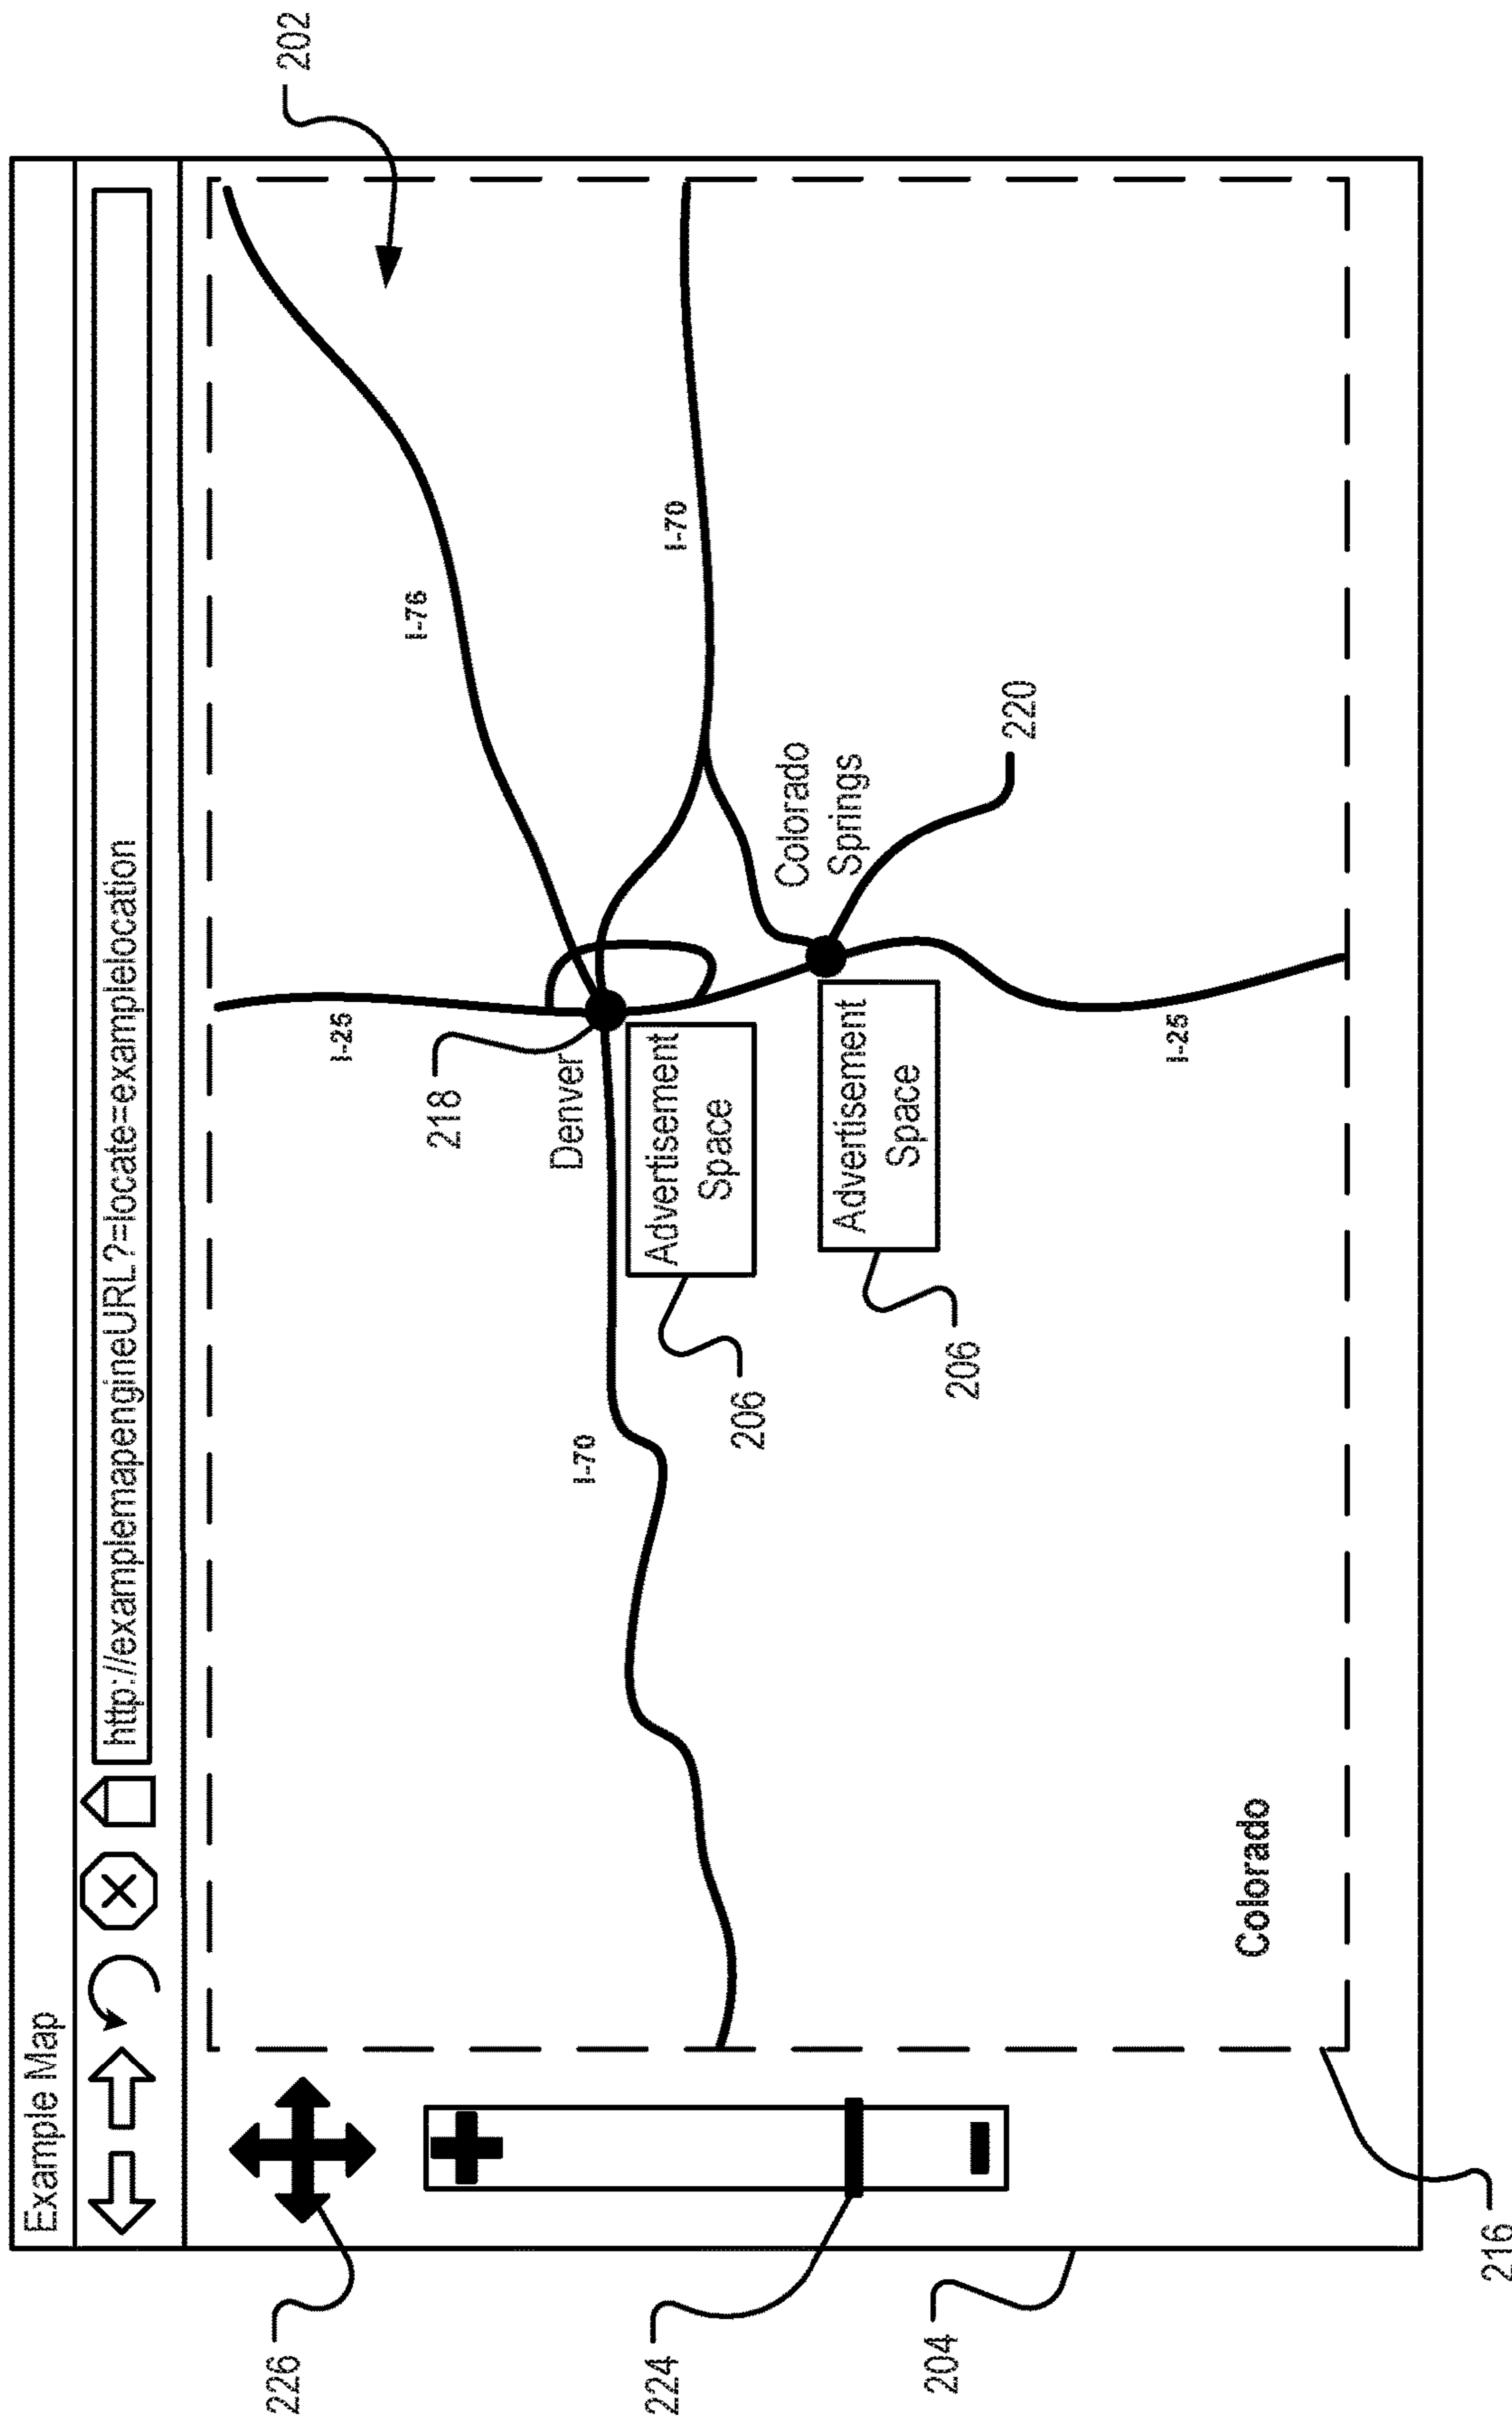 Example Map
http://examplemapengineURL?=locate=examplelocation
202
226
I-25
I-76
218
Denver
I-70
I-70
Advertisement
Space
206
Colorado
Springs
Advertisement
Space
206
220
224
I-25
204
Colorado
216